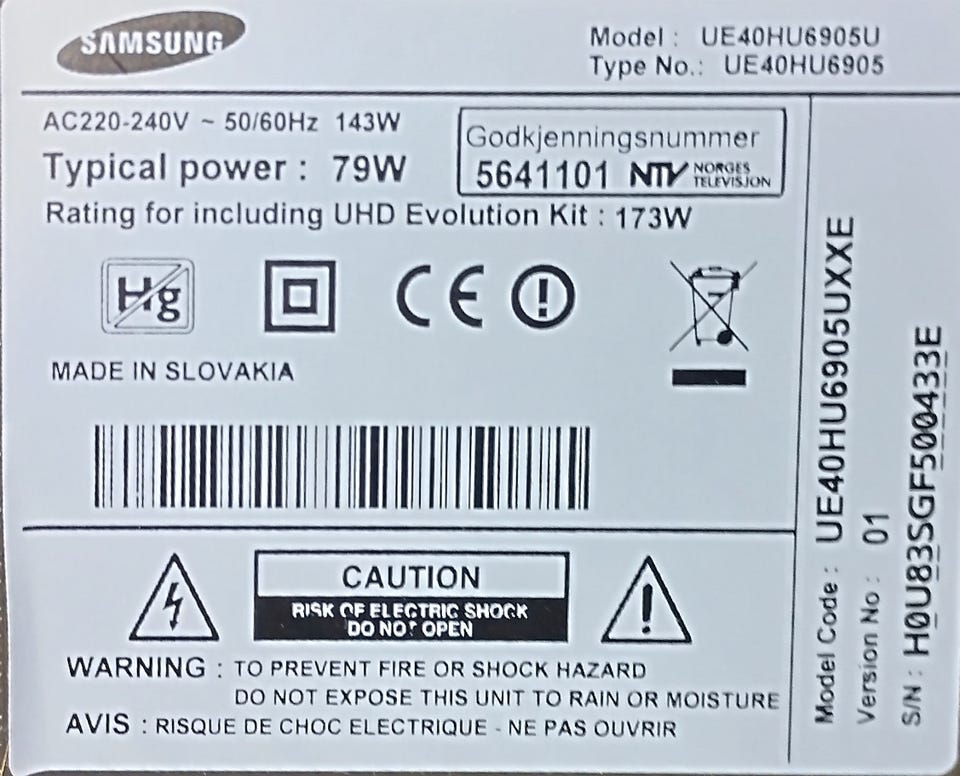 SAMSUNG
Model : UE40HU6905U
Type No.: UE40HU6905
AC220-240V ~ 50/60Hz 143W
Typical power : 79W
Godkjenningsnummer
5641101 NTV NORGES TELEVISJON
Rating for including UHD Evolution Kit : 173W
Hg
CE
MADE IN SLOVAKIA
CAUTION
RISK OF ELECTRIC SHOCK
DO NOT OPEN
WARNING : TO PREVENT FIRE OR SHOCK HAZARD
DO NOT EXPOSE THIS UNIT TO RAIN OR MOISTURE
AVIS : RISQUE DE CHOC ELECTRIQUE - NE PAS OUVRIR
Model Code : UE40HU6905UXXE
Version No : 01
S/N : H0U83SGF500433E